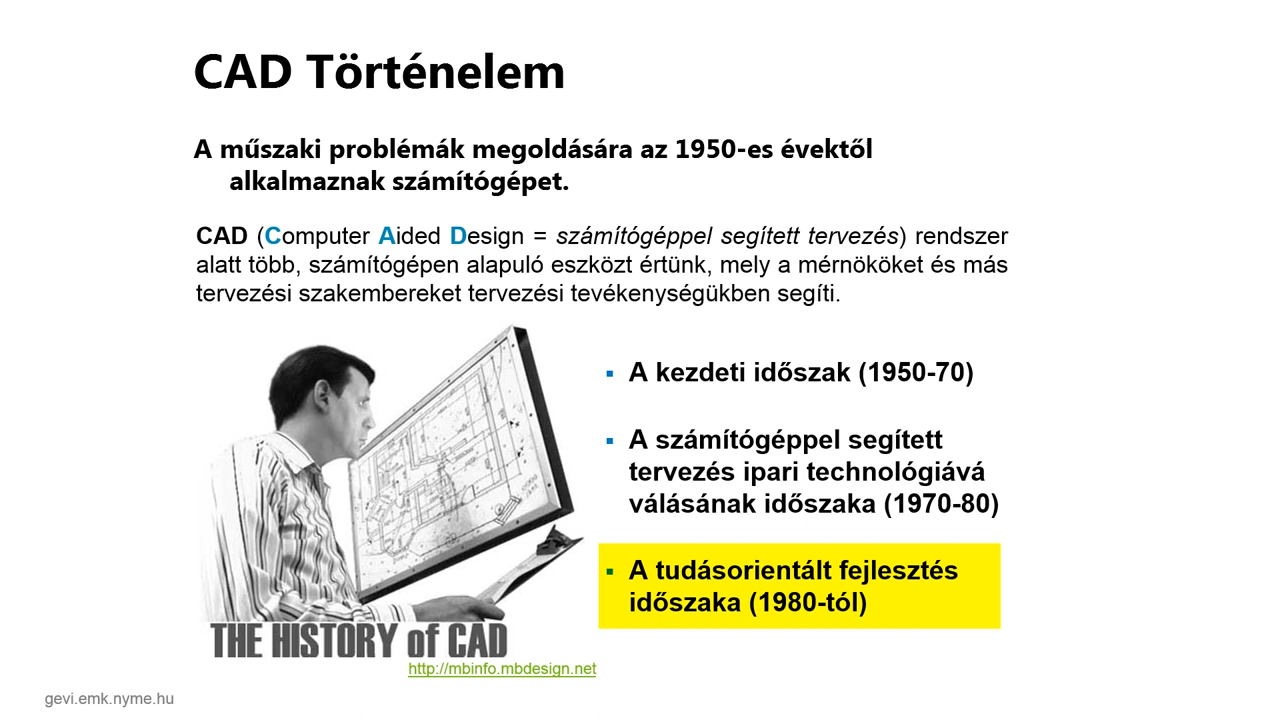 CAD Történelem
A műszaki problémák megoldására az 1950-es évektől
alkalmaznak számítógépet.
CAD (Computer Aided Design = számítógéppel segített tervezés) rendszer
alatt több, számítógépen alapuló eszközt értünk, mely a mérnököket és más
tervezési szakembereket tervezési tevékenységükben segíti.
▪ A kezdeti időszak (1950-70)
▪ A számítógéppel segített
tervezés ipari technológiává
válásának időszaka (1970-80)
▪ A tudásorientált fejlesztés
időszaka (1980-tól)
THE HISTORY of CAD
http://mbinfo.mbdesign.net
gevi.emk.nyme.hu